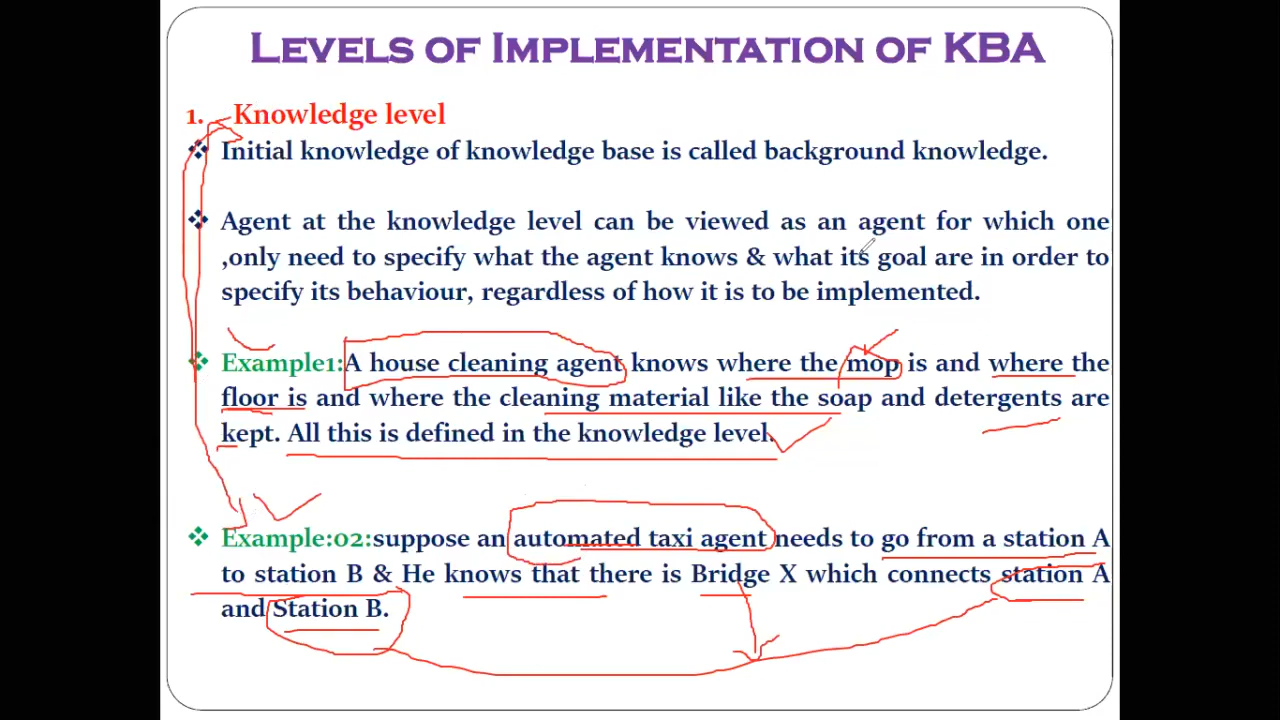 LEVELS OF IMPLEMENTATION OF KBA
1. Knowledge level
❖ Initial knowledge of knowledge base is called background knowledge.
❖ Agent at the knowledge level can be viewed as an agent for which one
,only need to specify what the agent knows & what its goal are in order to
specify its behaviour, regardless of how it is to be implemented.
❖ Example1:A house cleaning agent knows where the mop is and where the
floor is and where the cleaning material like the soap and detergents are
kept. All this is defined in the knowledge level.
❖ Example:02:suppose an automated taxi agent needs to go from a station A
to station B & He knows that there is Bridge X which connects station A
and Station B.